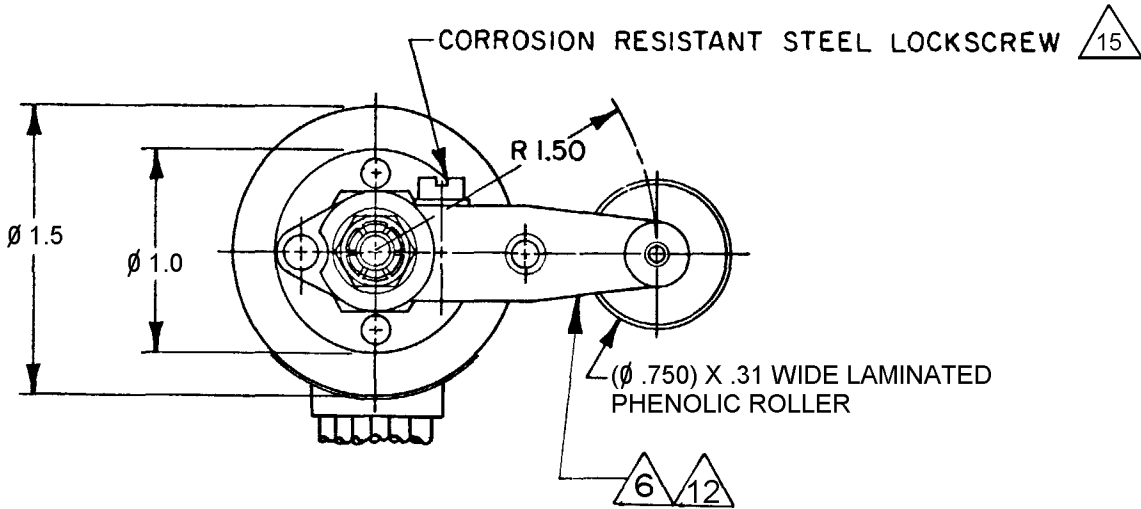 CORROSION RESISTANT STEEL LOCKSCREW 15
R 1.50
Ø 1.5
Ø 1.0
(Ø .750) X .31 WIDE LAMINATED
PHENOLIC ROLLER
6 12